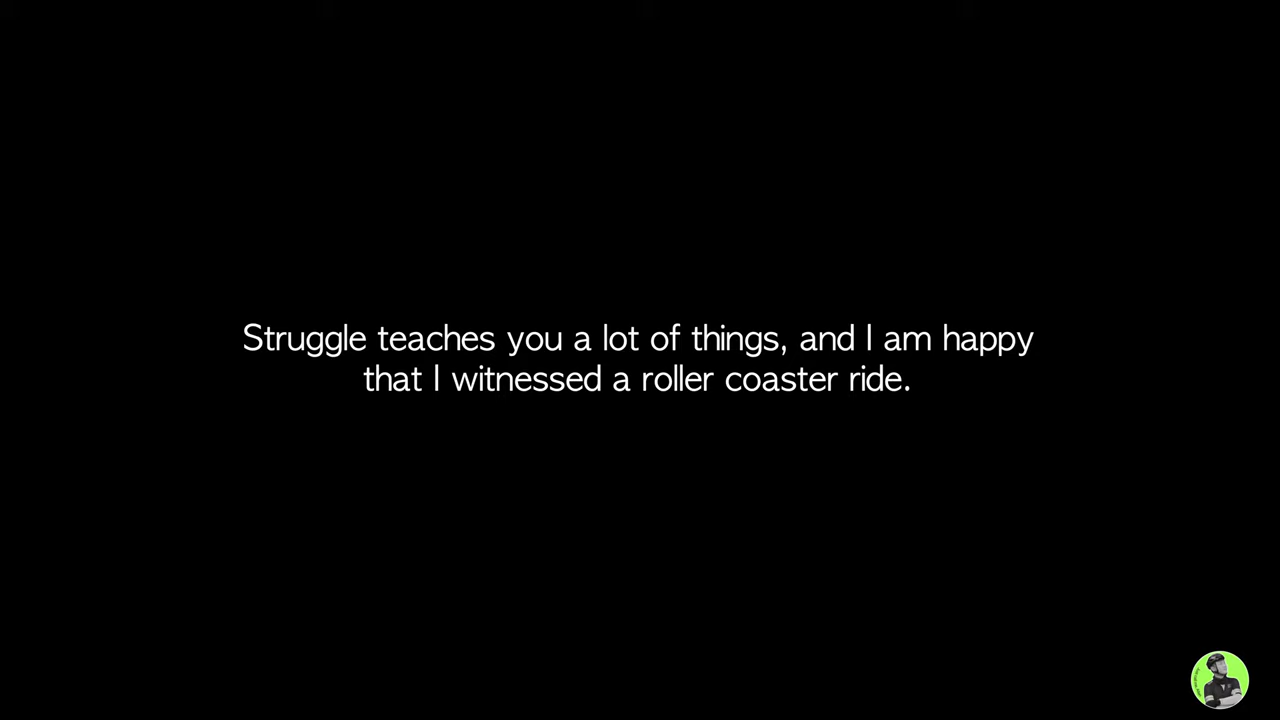 Struggle teaches you a lot of things, and I am happy
that I witnessed a roller coaster ride.